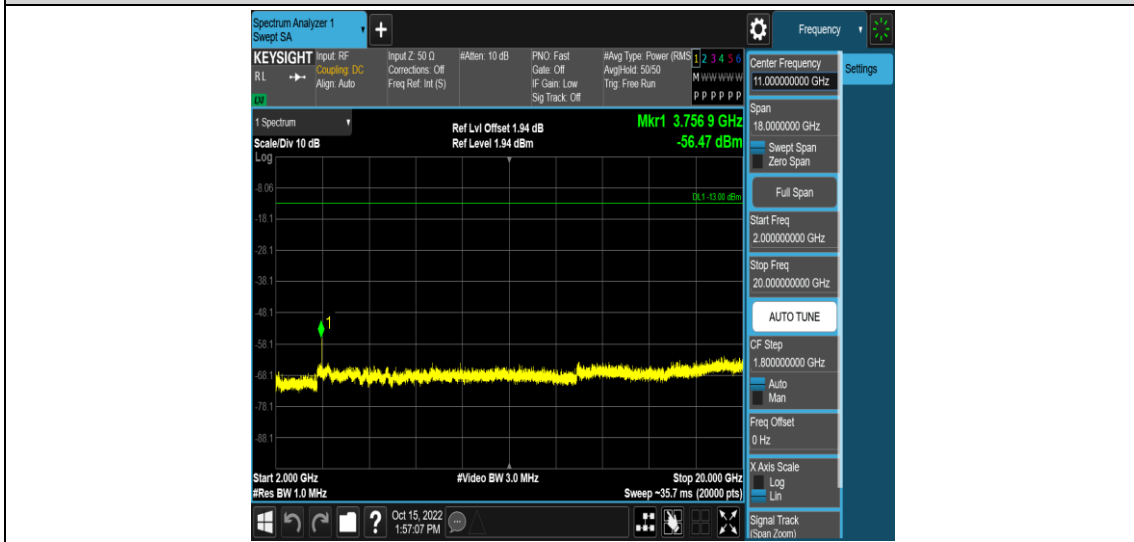 Spectrum Analyzer 1
Swept SA
+
Frequency
KEYSIGHT Input: RF Input Z: 50 Ω #Atten: 10 dB PNO: Fast #Avg Type: Power (RMS 1 2 3 4 5 6
RL Coupling: DC Corrections: Off Gate: Off Avg|Hold: 50/50 M W W W W W
Align: Auto Freq Ref: Int (S) IF Gain: Low Trig: Free Run
Sig Track: Off P P P P P P
1 Spectrum
Ref Lvl Offset 1.94 dB
Mkr1 3.756 9 GHz
Scale/Div 10 dB
Ref Level 1.94 dBm
-56.47 dBm
Log
-8.06
DL1 -13.00 dBm
-18.1
-28.1
-38.1
-48.1
1
-58.1
-68.1
-78.1
-88.1
Start 2.000 GHz
#Video BW 3.0 MHz
Stop 20.000 GHz
#Res BW 1.0 MHz
Sweep ~35.7 ms (20000 pts)
?
Oct 15, 2022
1:57:07 PM
Center Frequency
11.000000000 GHz
Settings
Span
18.0000000 GHz
Swept Span
Zero Span
Full Span
Start Freq
2.000000000 GHz
Stop Freq
20.000000000 GHz
AUTO TUNE
CF Step
1.800000000 GHz
Auto
Man
Freq Offset
0 Hz
X Axis Scale
Log
Lin
Signal Track
(Span Zoom)